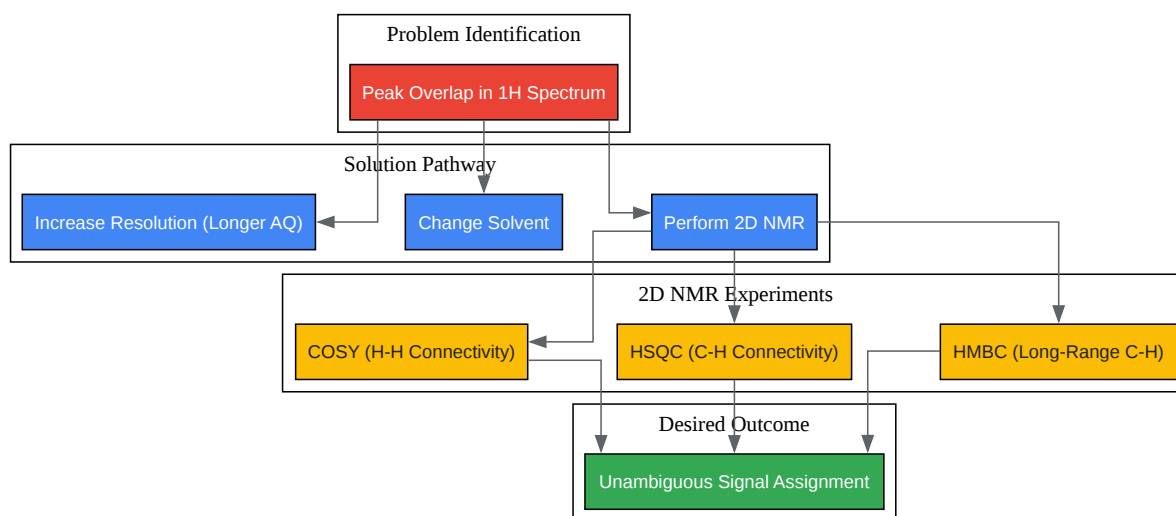 Problem Identification
Peak Overlap in 1H Spectrum
Solution Pathway
Increase Resolution (Longer AQ)
Change Solvent
Perform 2D NMR
2D NMR Experiments
COSY (H-H Connectivity)
HSQC (C-H Connectivity)
HMBC (Long-Range C-H)
Desired Outcome
Unambiguous Signal Assignment